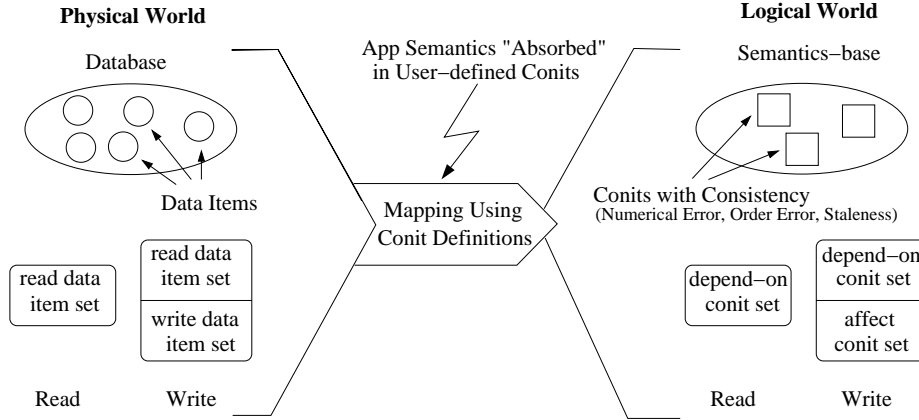 Physical World
Database
Data Items
read data
item set
read data
item set
write data
item set
Read
Write
App Semantics "Absorbed"
in User−defined Conits
Mapping Using
Conit Definitions
Logical World
Semantics−base
Conits with Consistency
(Numerical Error, Order Error, Staleness)
depend−on
conit set
depend−on
conit set
affect
conit set
Read
Write